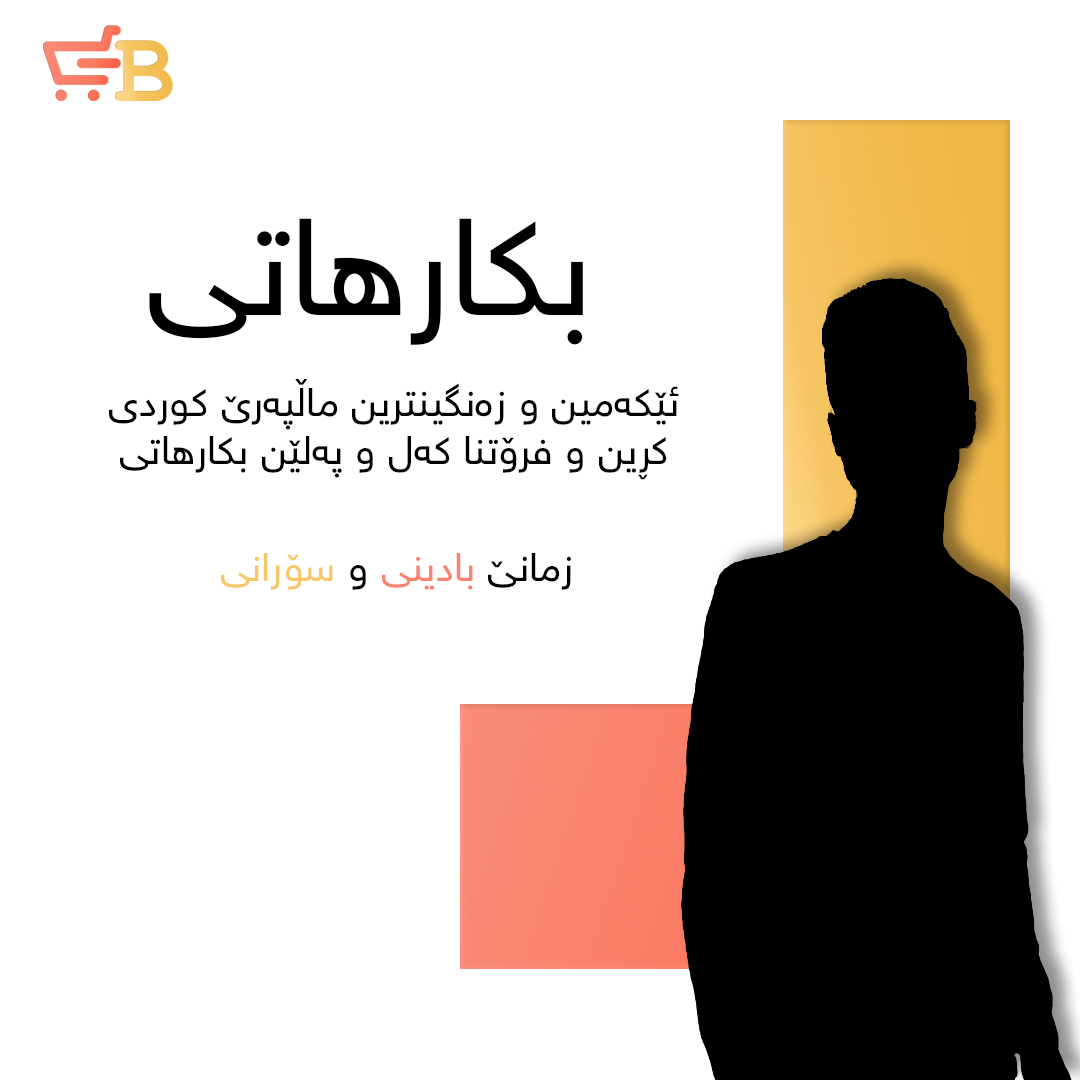 B
بکارهاتی
ئێکەمین و زەنگینترین ماڵپەرێ کوردی
کڕین و فرۆتنا کەل و پەلێن بکارهاتی
زمانێ بادینی و سۆرانی